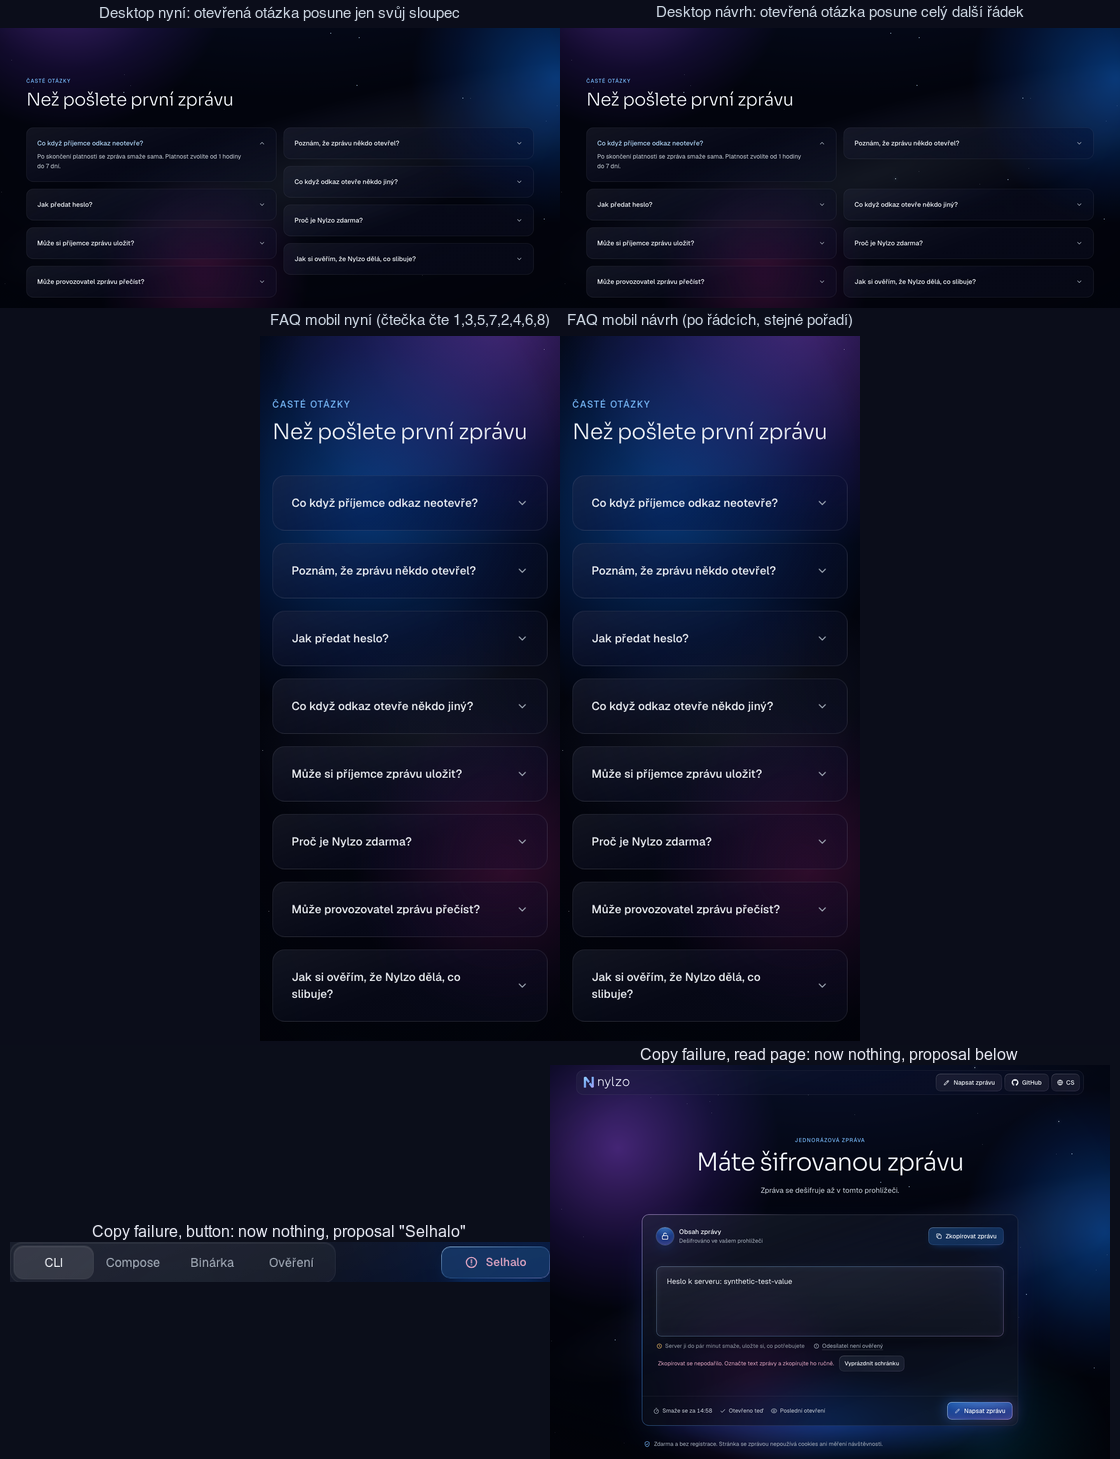 Desktop nyní: otevřená otázka posune jen svůj sloupec
ČASTÉ OTÁZKY
Než pošlete první zprávu
Co když příjemce odkaz neotevře?
Po skončení platnosti se zpráva smaže sama. Platnost zvolíte od 1 hodiny
do 7 dní.
Jak předat heslo?
Může si příjemce zprávu uložit?
Může provozovatel zprávu přečíst?
Poznám, že zprávu někdo otevřel?
Co když odkaz otevře někdo jiný?
Proč je Nylzo zdarma?
Jak si ověřím, že Nylzo dělá, co slibuje?
Desktop návrh: otevřená otázka posune celý další řádek
ČASTÉ OTÁZKY
Než pošlete první zprávu
Co když příjemce odkaz neotevře?
Po skončení platnosti se zpráva smaže sama. Platnost zvolíte od 1 hodiny
do 7 dní.
Poznám, že zprávu někdo otevřel?
Jak předat heslo?
Co když odkaz otevře někdo jiný?
Může si příjemce zprávu uložit?
Proč je Nylzo zdarma?
Může provozovatel zprávu přečíst?
Jak si ověřím, že Nylzo dělá, co slibuje?
FAQ mobil nyní (čtečka čte 1,3,5,7,2,4,6,8)
ČASTÉ OTÁZKY
Než pošlete první zprávu
Co když příjemce odkaz neotevře?
Poznám, že zprávu někdo otevřel?
Jak předat heslo?
Co když odkaz otevře někdo jiný?
Může si příjemce zprávu uložit?
Proč je Nylzo zdarma?
Může provozovatel zprávu přečíst?
Jak si ověřím, že Nylzo dělá, co
slibuje?
FAQ mobil návrh (po řádcích, stejné pořadí)
ČASTÉ OTÁZKY
Než pošlete první zprávu
Co když příjemce odkaz neotevře?
Poznám, že zprávu někdo otevřel?
Jak předat heslo?
Co když odkaz otevře někdo jiný?
Může si příjemce zprávu uložit?
Proč je Nylzo zdarma?
Může provozovatel zprávu přečíst?
Jak si ověřím, že Nylzo dělá, co
slibuje?
Copy failure, button: now nothing, proposal "Selhalo"
CLI Compose Binárka Ověření Selhalo
Copy failure, read page: now nothing, proposal below
nylzo Napsat zprávu GitHub CS
JEDNORÁZOVÁ ZPRÁVA
Máte šifrovanou zprávu
Zpráva se dešifruje až v tomto prohlížeči.
Obsah zprávy
Dešifrováno ve vašem prohlížeči
Zkopírovat zprávu
Heslo k serveru: synthetic-test-value
Server ji do pár minut smaže, uložte si, co potřebujete Odesílatel není ověřený
Zkopírovat se nepodařilo. Označte text zprávy a zkopírujte ho ručně. Vyprázdnit schránku
Smaže se za 14:58 Otevřeno teď Poslední otevření Napsat zprávu
Zdarma a bez registrace. Stránka se zprávou nepoužívá cookies ani měření návštěvnosti.